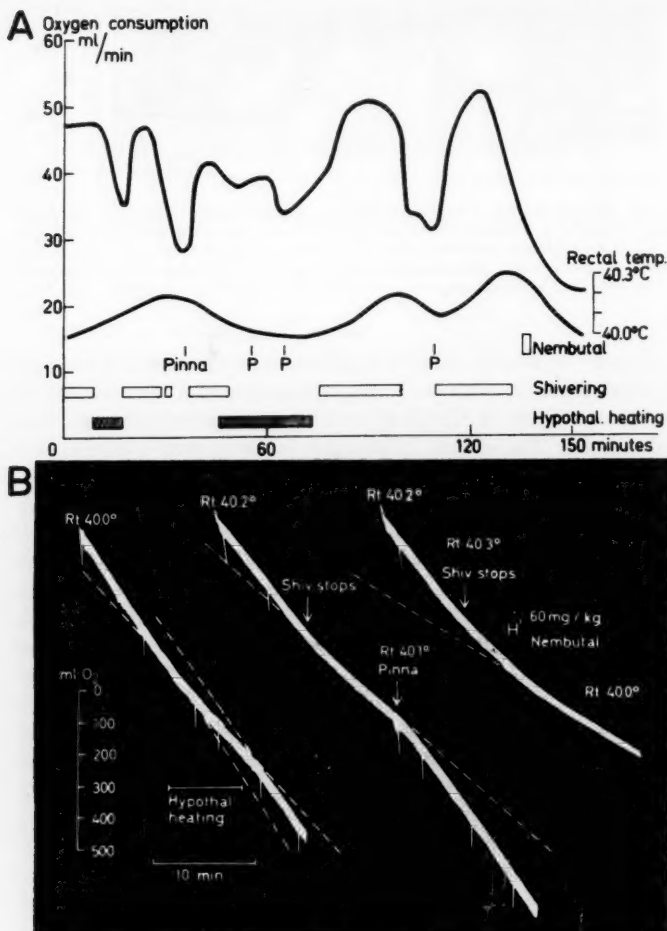 A
Oxygen consumption
ml/min
60
50
40
30
20
10
Rectal temp.
40.3°C
40.0°C
Pinna
P
P
P
Nembutal
Shivering
Hypothal. heating
0
60
120
150 minutes
B
Rt 40.0°
Rt 40.2°
Rt 40.2°
Rt 40.3°
Shiv stops
Shiv stops
H
60 mg / kg
Nembutal
Rt 40.1°
Pinna
Rt 40.0°
ml O₂
0
100
200
300
400
500
Hypothal
heating
10 min